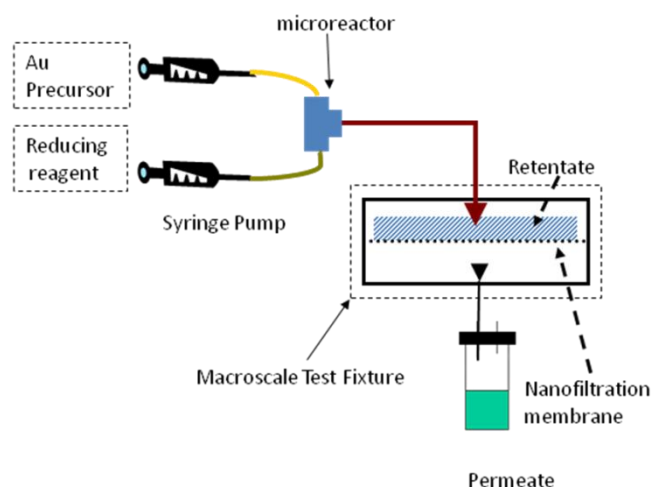 microreactor
Au
Precursor
Reducing
reagent
Syringe Pump
Retentate
Macroscale Test Fixture
Nanofiltration
membrane
Permeate